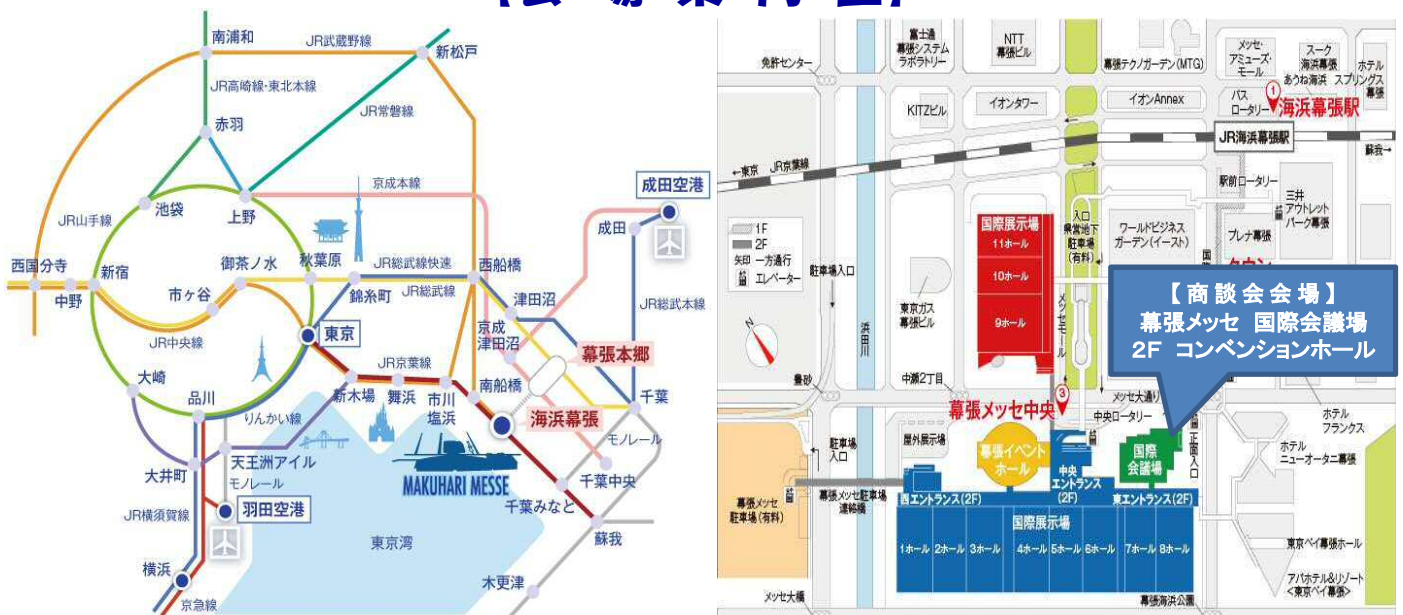 【会場案内図】
南浦和
JR武蔵野線
新松戸
JR高崎線・東北本線
JR常磐線
赤羽
京成本線
成田空港
池袋
上野
成田
JR山手線
西国分寺
新宿
御茶ノ水
秋葉原
JR総武線快速
西船橋
中野
市ヶ谷
錦糸町
JR総武線
津田沼
JR総武本線
東京
京成
津田沼
JR中央線
幕張本郷
大崎
JR京葉線
品川
新木場
舞浜
市川
塩浜
南船橋
千葉
りんかい線
海浜幕張
モノレール
大井町
天王洲アイル
モノレール
MAKUHARI MESSE
千葉中央
千葉みなと
JR横須賀線
羽田空港
東京湾
蘇我
横浜
木更津
京急線
免許センター
富士通
幕張システム
ラボラトリー
NTT
幕張ビル
幕張テクノガーデン(MTG)
メッセ・
アミューズ・
モール
スーク
海浜幕張
あうね海浜
ホテル
スプリングス
幕張
KITZビル
イオンタワー
イオンAnnex
バス
ロータリー
1
海浜幕張駅
JR海浜幕張駅
蘇我→
←東京 JR京葉線
駅前ロータリー
三井
アウトレット
パーク幕張
1F
2F
矢印 一方通行
エレベーター
N
駐車場入口
浜田川
国際展示場
11ホール
10ホール
9ホール
入口
県営地下
駐車場
(有料)
ワールドビジネス
ガーデン(イースト)
プレナ幕張
東京ガス
幕張ビル
メッセモール
【商談会会場】
幕張メッセ 国際会議場
2F コンベンションホール
豊砂
中瀬2丁目
幕張メッセ中央
3
メッセ大通り
中央ロータリー
ホテル
フランクス
駐車場
入口
屋外展示場
幕張イベント
ホール
中央
エントランス
(2F)
国際
会議場
正面入口
ホテル
ニューオータニ幕張
幕張メッセ
駐車場(有料)
幕張メッセ駐車場
連絡橋
西エントランス(2F)
東エントランス(2F)
国際展示場
1ホール 2ホール 3ホール 4ホール 5ホール 6ホール 7ホール 8ホール
東京ベイ幕張ホール
アパホテル&リゾート
<東京ベイ幕張>
メッセ大橋
幕張海浜公園